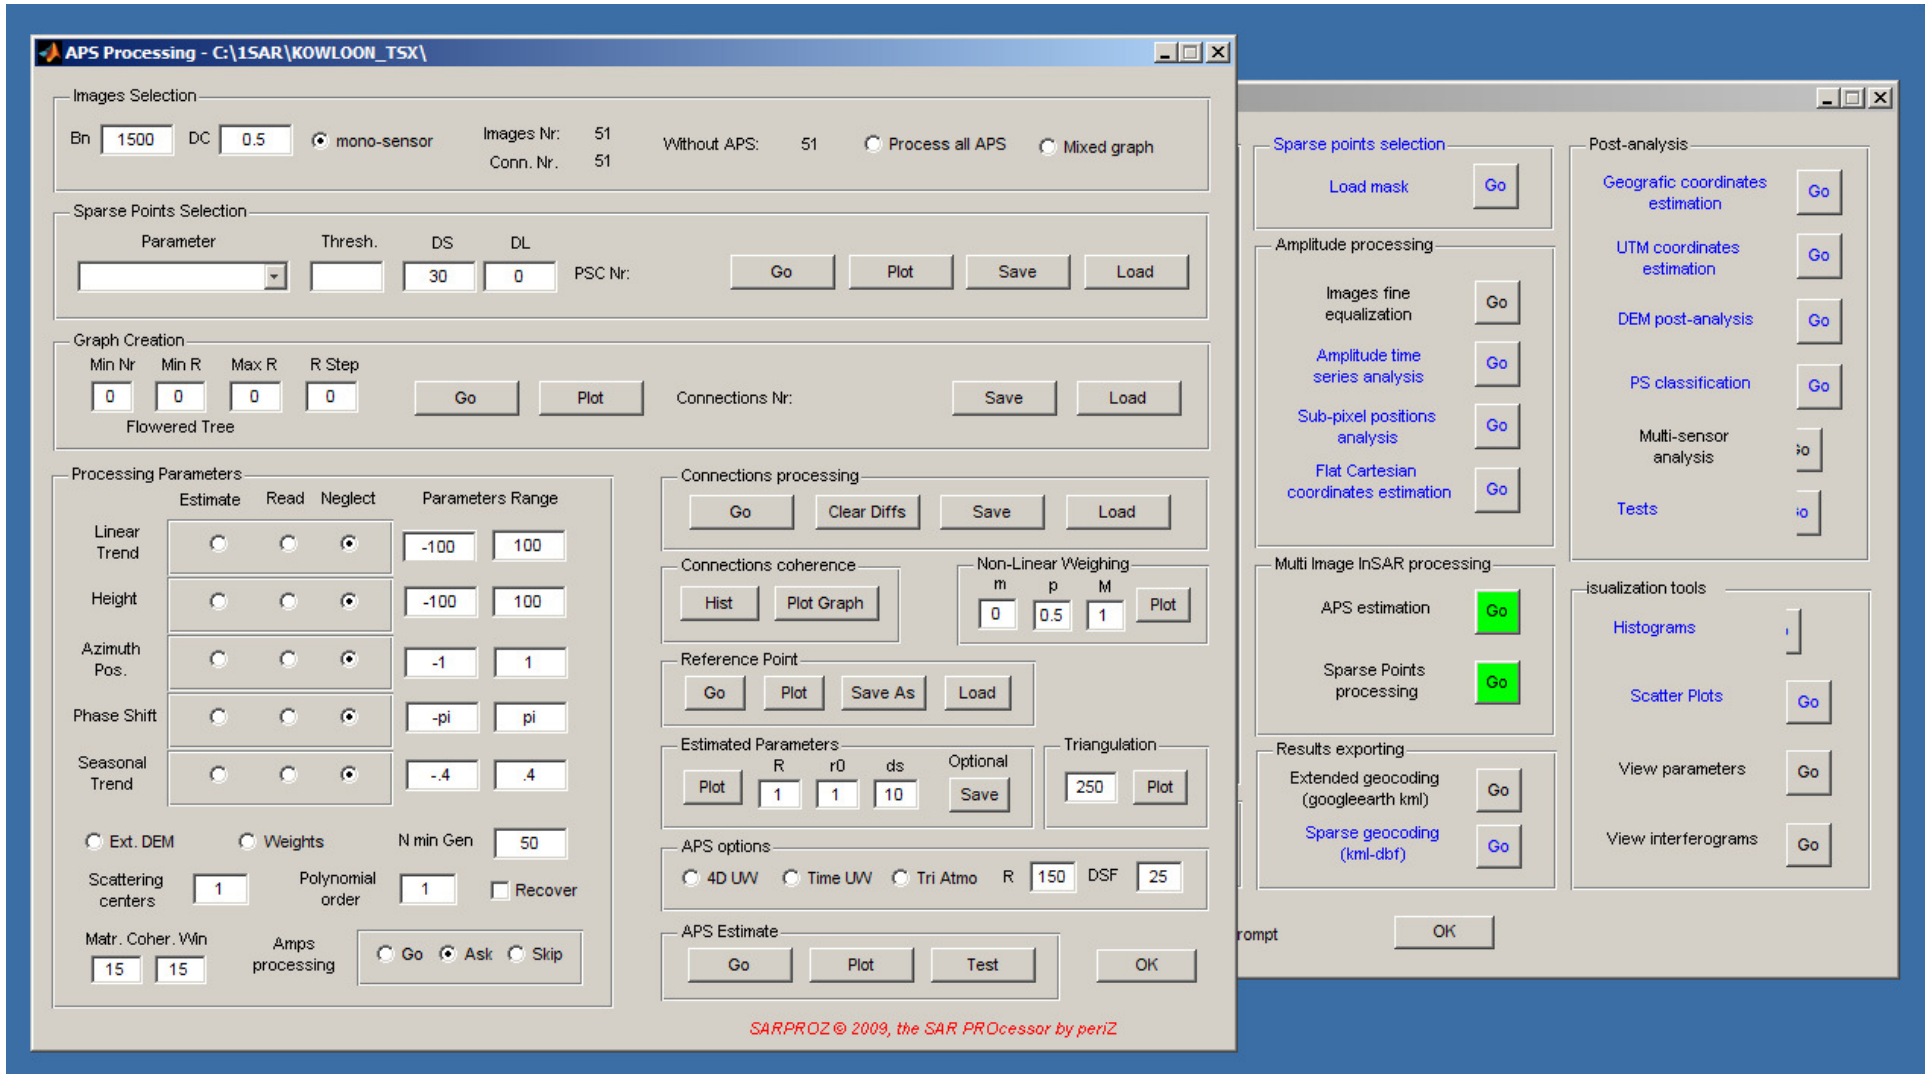 APS Processing - C:\1SAR\KOWLOON_TSX\
Images Selection
Bn 1500 DC 0.5 mono-sensor Images Nr: 51 Without APS: 51 Process all APS Mixed graph
Conn. Nr. 51
Sparse Points Selection
Parameter Thresh. DS DL
30 0 PSC Nr: Go Plot Save Load
Graph Creation
Min Nr Min R Max R R Step
0 0 0 0 Go Plot Connections Nr: Save Load
Flowered Tree
Processing Parameters
Estimate Read Neglect Parameters Range
Linear
Trend
-100 100
Height -100 100
Azimuth
Pos.
-1 1
Phase Shift -pi pi
Seasonal
Trend
-.4 .4
Ext. DEM Weights N min Gen 50
Scattering
centers
1
Polynomial
order
1 Recover
Matr. Coher. Win
15 15
Amps
processing
Go Ask Skip
Connections processing
Go Clear Diffs Save Load
Connections coherence
Hist Plot Graph
Non-Linear Weighing
m p M
0 0.5 1 Plot
Reference Point
Go Plot Save As Load
Estimated Parameters
R r0 ds Optional
Plot 1 1 10 Save
Triangulation
250 Plot
APS options
4D UW Time UW Tri Atmo R 150 DSF 25
APS Estimate
Go Plot Test OK
SARPROZ © 2009, the SAR PROcessor by periZ
Sparse points selection
Load mask Go
Amplitude processing
Images fine
equalization
Go
Amplitude time
series analysis
Go
Sub-pixel positions
analysis
Go
Flat Cartesian
coordinates estimation
Go
Multi Image InSAR processing
APS estimation Go
Sparse Points
processing
Go
Results exporting
Extended geocoding
(googleearth kml)
Go
Sparse geocoding
(kml-dbf)
Go
rompt OK
Post-analysis
Geografic coordinates
estimation
Go
UTM coordinates
estimation
Go
DEM post-analysis Go
PS classification Go
Multi-sensor
analysis
Go
Tests Go
isualization tools
Histograms
Scatter Plots Go
View parameters Go
View interferograms Go